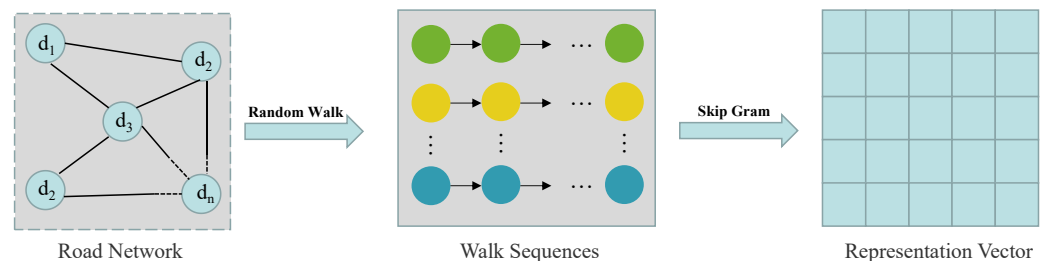 d1
d2
d3
d2
dn
Random Walk
...
...
...
Skip Gram
Road Network
Walk Sequences
Representation Vector